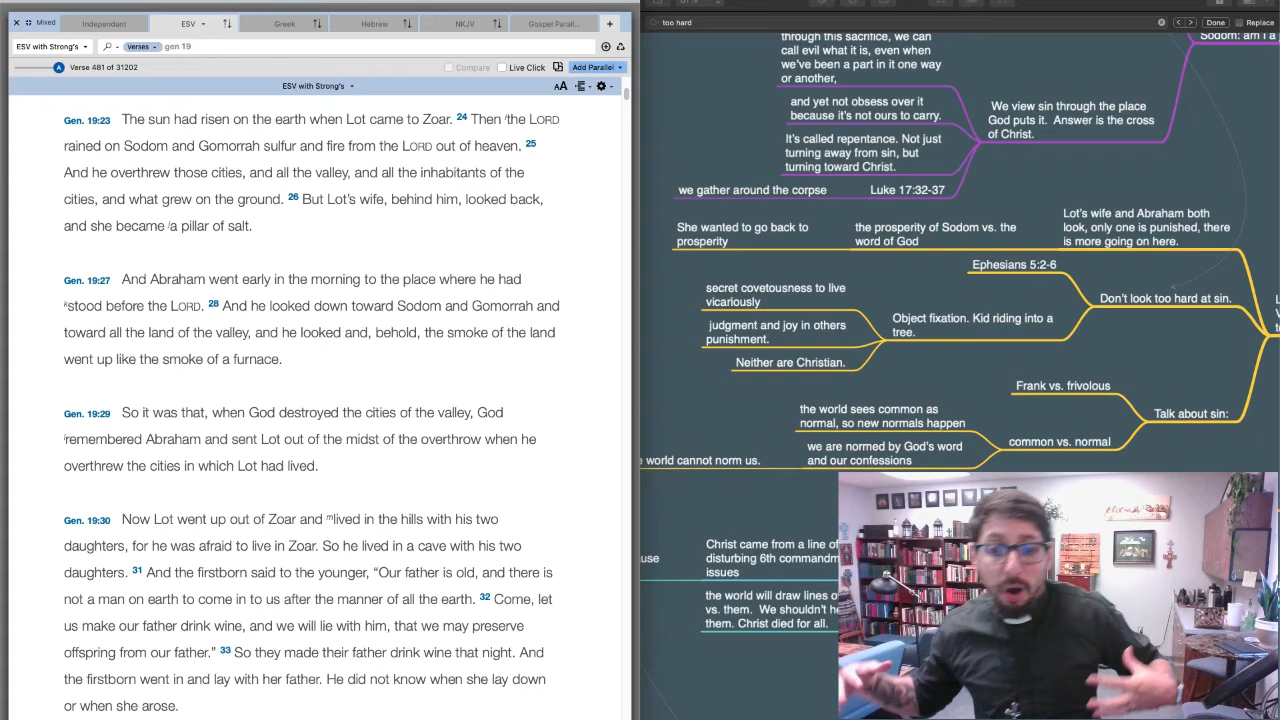 Mixed
Independant
ESV
Greek
Hebrew
NKJV
Gospel Parall...
ESV with Strong's
Verses
gen 19
A
Verse 481 of 31202
Compare
Live Click
Add Parallel
ESV with Strong's
AA
Gen. 19:23 The sun had risen on the earth when Lot came to Zoar. 24 Then the LORD
rained on Sodom and Gomorrah sulfur and fire from the LORD out of heaven. 25
And he overthrew those cities, and all the valley, and all the inhabitants of the
cities, and what grew on the ground. 26 But Lot's wife, behind him, looked back,
and she became a pillar of salt.
Gen. 19:27 And Abraham went early in the morning to the place where he had
stood before the LORD. 28 And he looked down toward Sodom and Gomorrah and
toward all the land of the valley, and he looked and, behold, the smoke of the land
went up like the smoke of a furnace.
Gen. 19:29 So it was that, when God destroyed the cities of the valley, God
remembered Abraham and sent Lot out of the midst of the overthrow when he
overthrew the cities in which Lot had lived.
Gen. 19:30 Now Lot went up out of Zoar and mlived in the hills with his two
daughters, for he was afraid to live in Zoar. So he lived in a cave with his two
daughters. 31 And the firstborn said to the younger, "Our father is old, and there is
not a man on earth to come in to us after the manner of all the earth. 32 Come, let
us make our father drink wine, and we will lie with him, that we may preserve
offspring from our father." 33 So they made their father drink wine that night. And
the firstborn went in and lay with her father. He did not know when she lay down
or when she arose.
too hard
Done
Replace
through this sacrifice, we can
call evil what it is, even when
we've been a part in it one way
or another,
Sodom: am I a
and yet not obsess over it
because it's not ours to carry.
We view sin through the place
God puts it. Answer is the cross
of Christ.
It's called repentance. Not just
turning away from sin, but
turning toward Christ.
we gather around the corpse
Luke 17:32-37
She wanted to go back to
prosperity
the prosperity of Sodom vs. the
word of God
Lot's wife and Abraham both
look, only one is punished, there
is more going on here.
Ephesians 5:2-6
secret covetousness to live
vicariously
Don't look too hard at sin.
Object fixation. Kid riding into a
tree.
judgment and joy in others
punishment.
Neither are Christian.
Frank vs. frivolous
the world sees common as
normal, so new normals happen
Talk about sin:
common vs. normal
we are normed by God's word
and our confessions
world cannot norm us.
Christ came from a line of
disturbing 6th commandm
issues
the world will draw lines o
vs. them. We shouldn't he
them. Christ died for all.